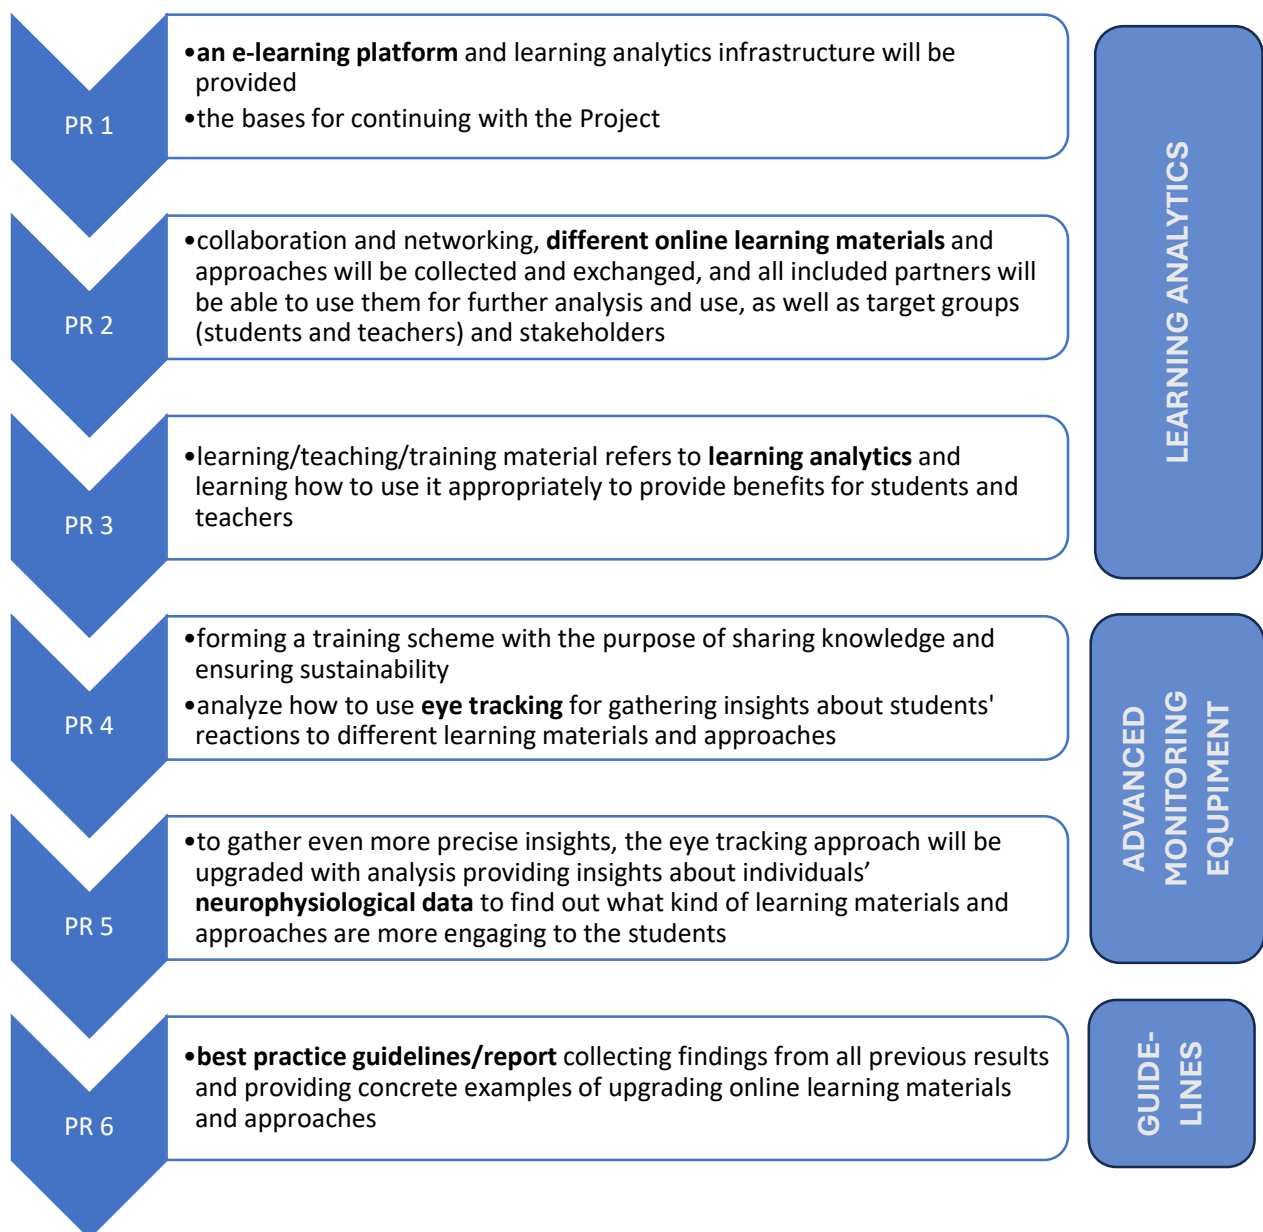 PR 1
•an e-learning platform and learning analytics infrastructure will be
provided
•the bases for continuing with the Project
PR 2
•collaboration and networking, different online learning materials and
approaches will be collected and exchanged, and all included partners will
be able to use them for further analysis and use, as well as target groups
(students and teachers) and stakeholders
PR 3
•learning/teaching/training material refers to learning analytics and
learning how to use it appropriately to provide benefits for students and
teachers
LEARNING ANALYTICS
PR 4
•forming a training scheme with the purpose of sharing knowledge and
ensuring sustainability
•analyze how to use eye tracking for gathering insights about students'
reactions to different learning materials and approaches
PR 5
•to gather even more precise insights, the eye tracking approach will be
upgraded with analysis providing insights about individuals’
neurophysiological data to find out what kind of learning materials and
approaches are more engaging to the students
ADVANCED
MONITORING
EQUPIMENT
PR 6
•best practice guidelines/report collecting findings from all previous results
and providing concrete examples of upgrading online learning materials
and approaches
GUIDE-
LINES